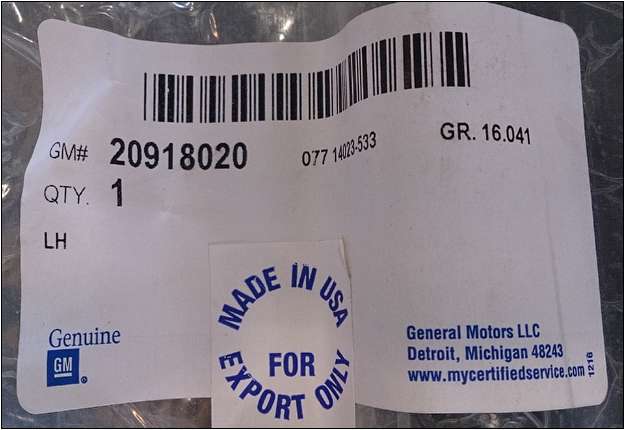 GM# 20918020 077 14023-533 GR. 16.041
QTY. 1
LH
MADE IN USA
FOR
EXPORT ONLY
Genuine
GM
®
General Motors LLC
Detroit, Michigan 48243
www.mycertifiedservice.com
1216